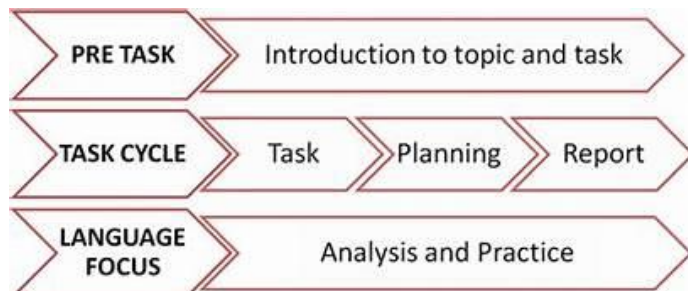 PRE TASK
Introduction to topic and task
TASK CYCLE
Task
Planning
Report
LANGUAGE
FOCUS
Analysis and Practice